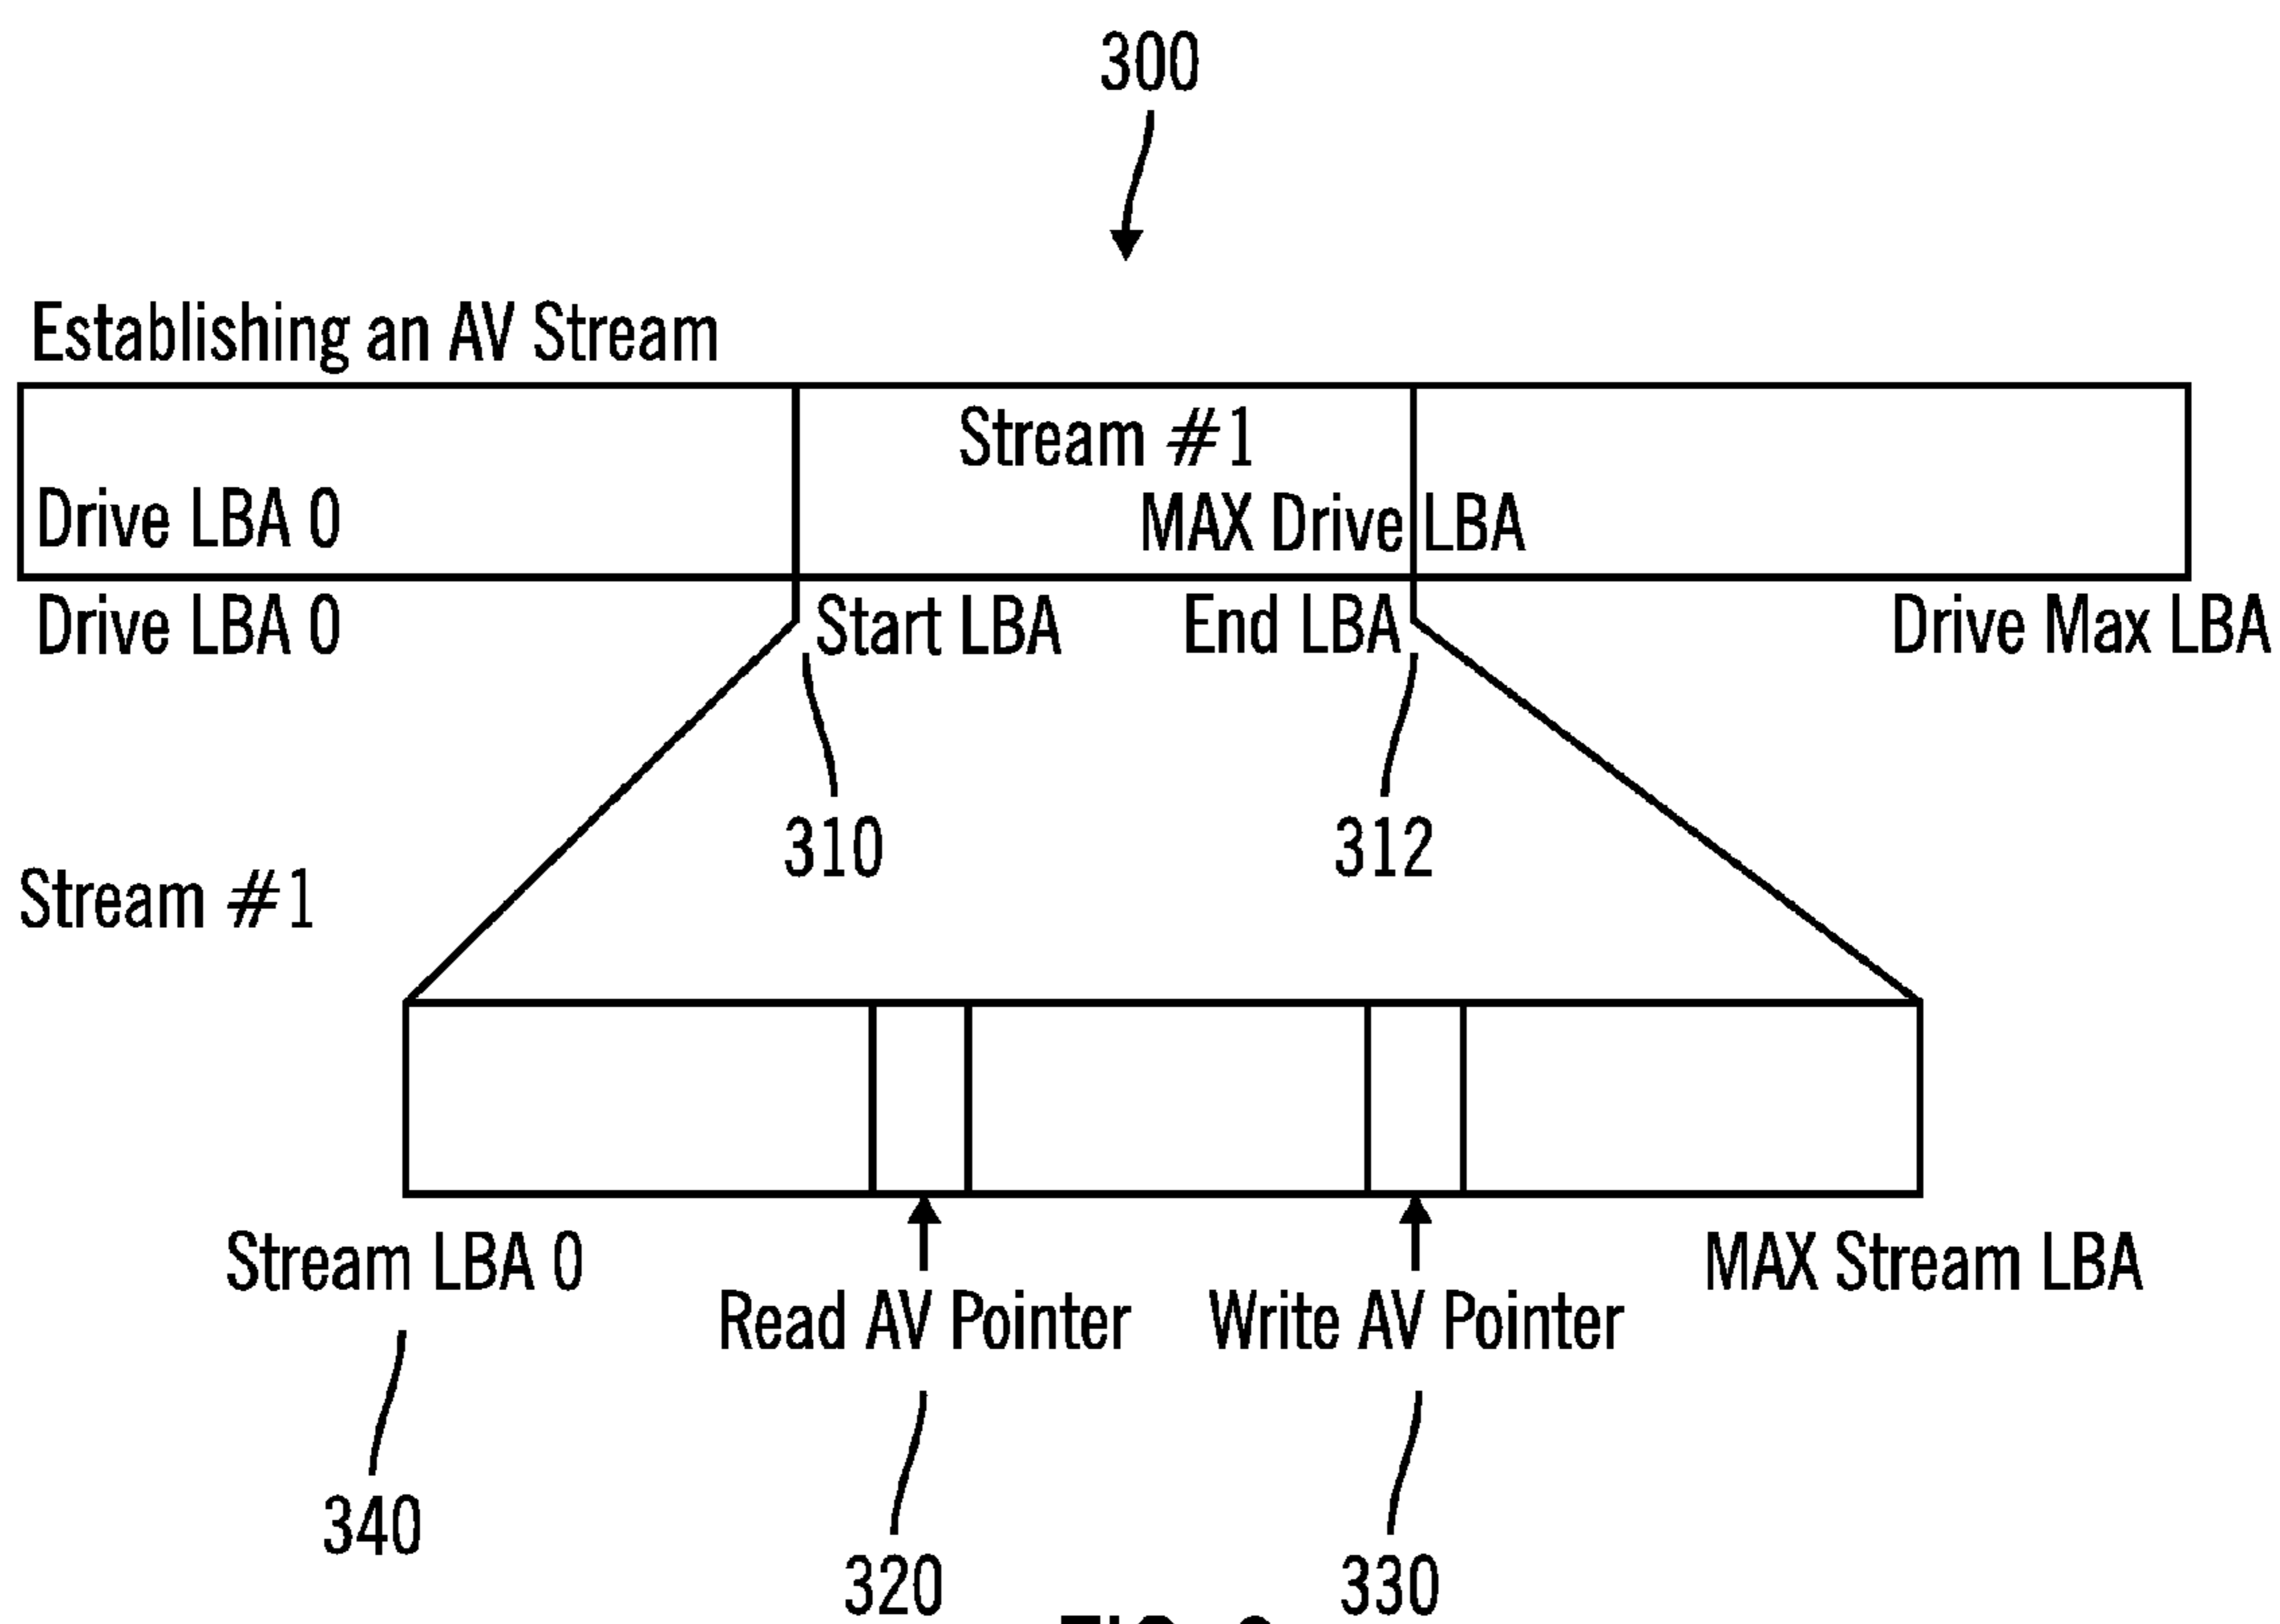 300
Establishing an AV Stream
Stream #1
Drive LBA 0
MAX Drive LBA
Drive LBA 0
Start LBA
End LBA
Drive Max LBA
310
312
Stream #1
Stream LBA 0
MAX Stream LBA
Read AV Pointer
Write AV Pointer
340
320
330